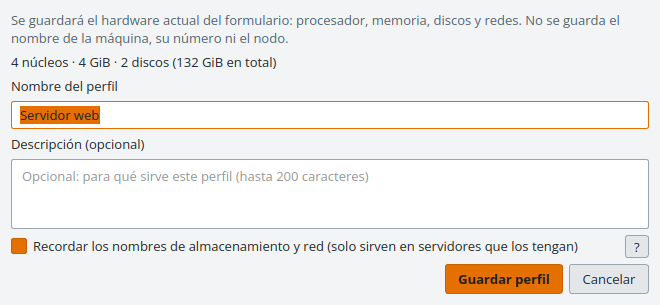 Se guardará el hardware actual del formulario: procesador, memoria, discos y redes. No se guarda el
nombre de la máquina, su número ni el nodo.
4 núcleos · 4 GiB · 2 discos (132 GiB en total)
Nombre del perfil
Servidor web
Descripción (opcional)
Opcional: para qué sirve este perfil (hasta 200 caracteres)
Recordar los nombres de almacenamiento y red (solo sirven en servidores que los tengan)
?
Guardar perfil
Cancelar